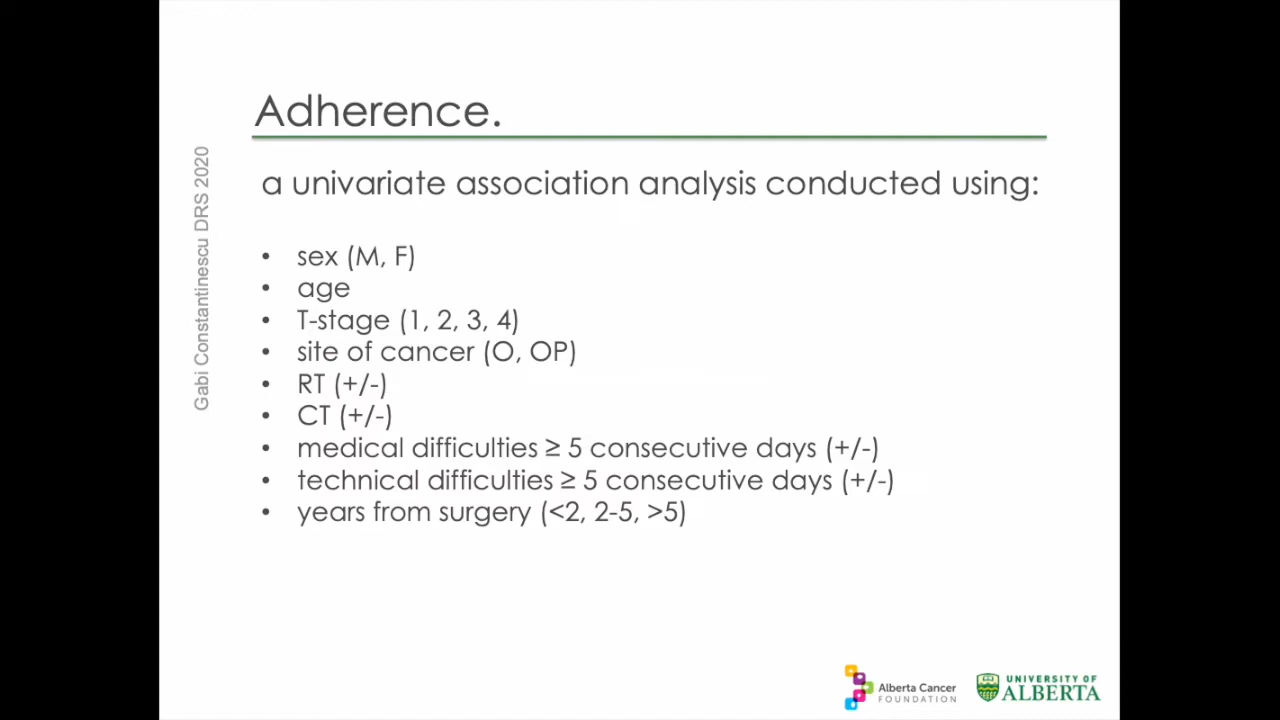 Adherence.
a univariate association analysis conducted using:
• sex (M, F)
• age
• T-stage (1, 2, 3, 4)
• site of cancer (O, OP)
• RT (+/-)
• CT (+/-)
• medical difficulties ≥ 5 consecutive days (+/-)
• technical difficulties ≥ 5 consecutive days (+/-)
• years from surgery (<2, 2-5, >5)
Gabi Constantinescu DRS 2020
Alberta Cancer
FOUNDATION
UNIVERSITY OF
ALBERTA